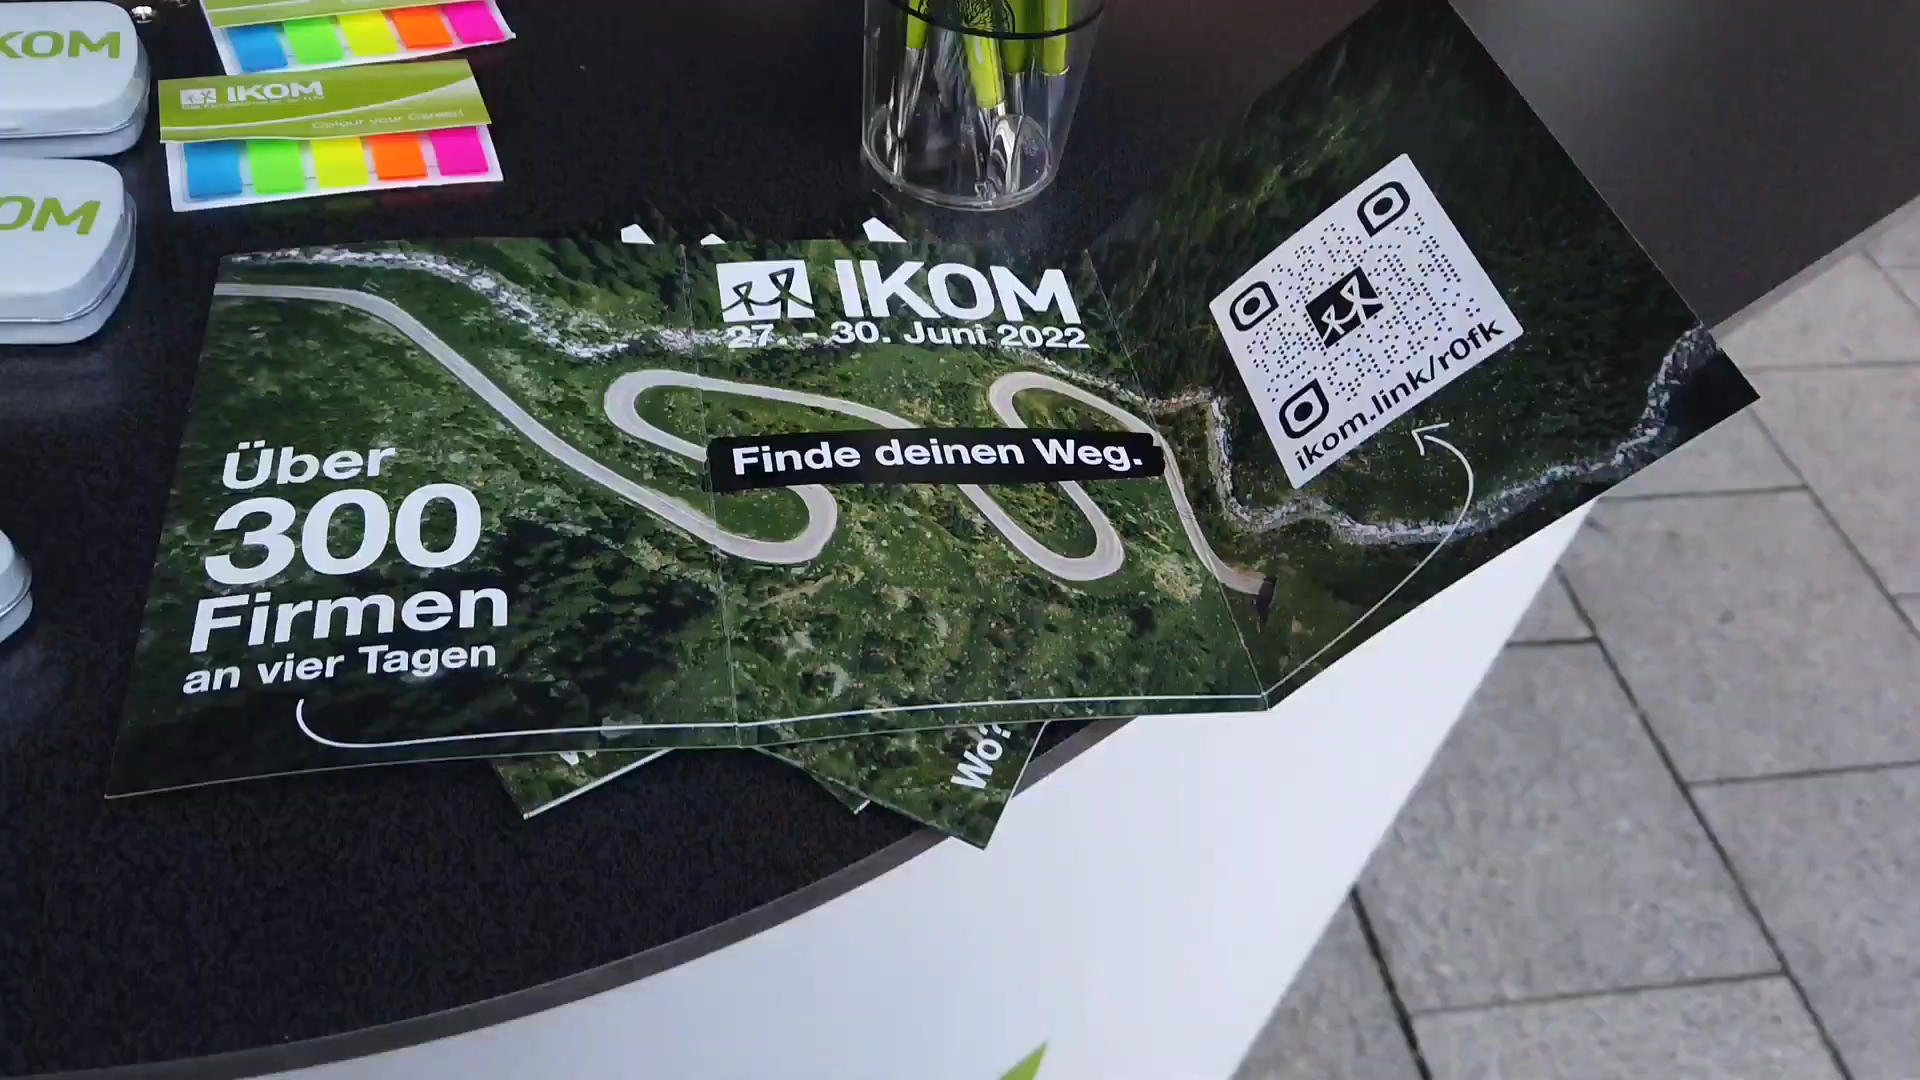 KOM
OM
IKOM
Colour your Career!
IKOM
27. - 30. Juni 2022
Finde deinen Weg.
Über
300
Firmen
an vier Tagen
ikom.link/r0fk
Wo?